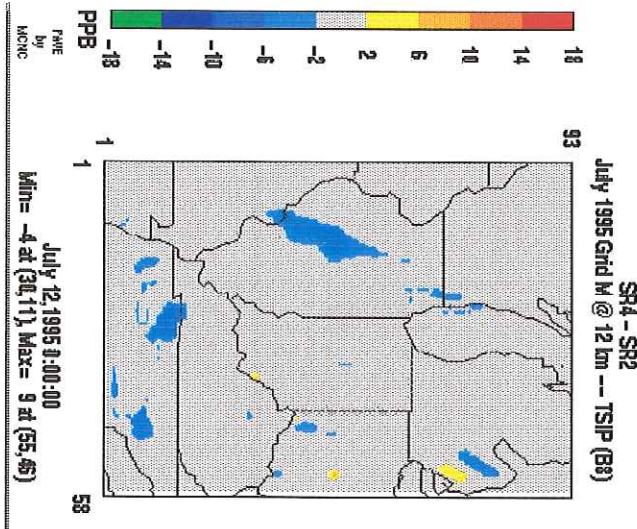 SR4 - SR2
July 1995 Grid M @ 12 km --- TSIP (B8)
18
14
10
6
2
-2
-6
-10
-14
-18
PPB
93
1
1
58
PAVE
by
MCNC
July 12, 1995 0:00:00
Min= -4 at (30,11), Max= 9 at (55,46)